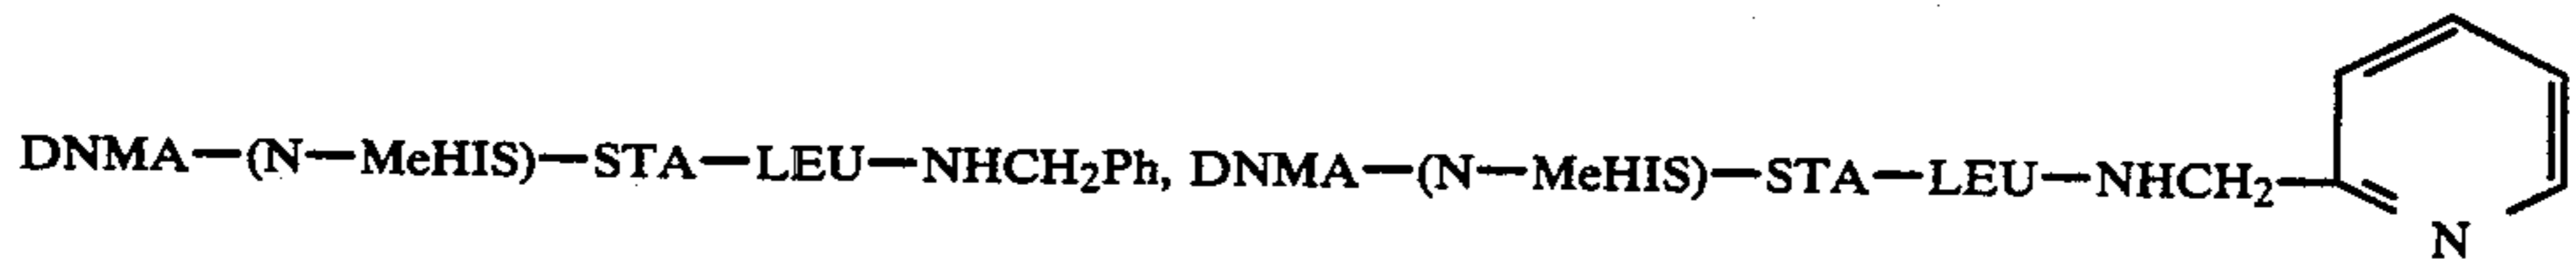 DNMA—(N—MeHIS)—STA—LEU—NHCH₂Ph, DNMA—(N—MeHIS)—STA—LEU—NHCH₂—
N